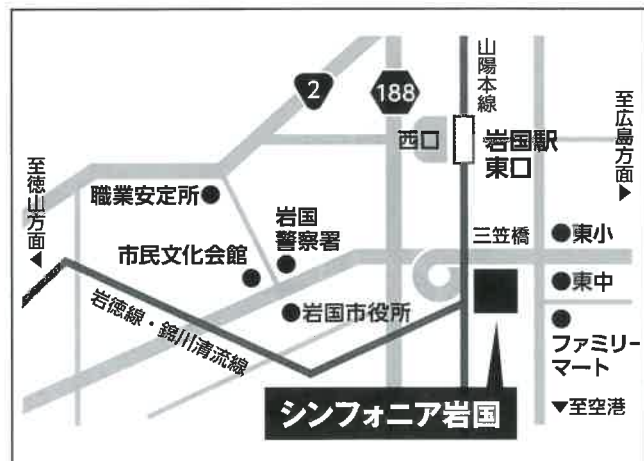 2
188
山陽本線
至広島方面
西口
岩国駅
東口
至徳山方面
職業安定所
岩国
警察署
市民文化会館
三笠橋
東小
東中
岩国市役所
岩徳線・錦川清流線
ファミリー
マート
シンフォニア岩国
至空港